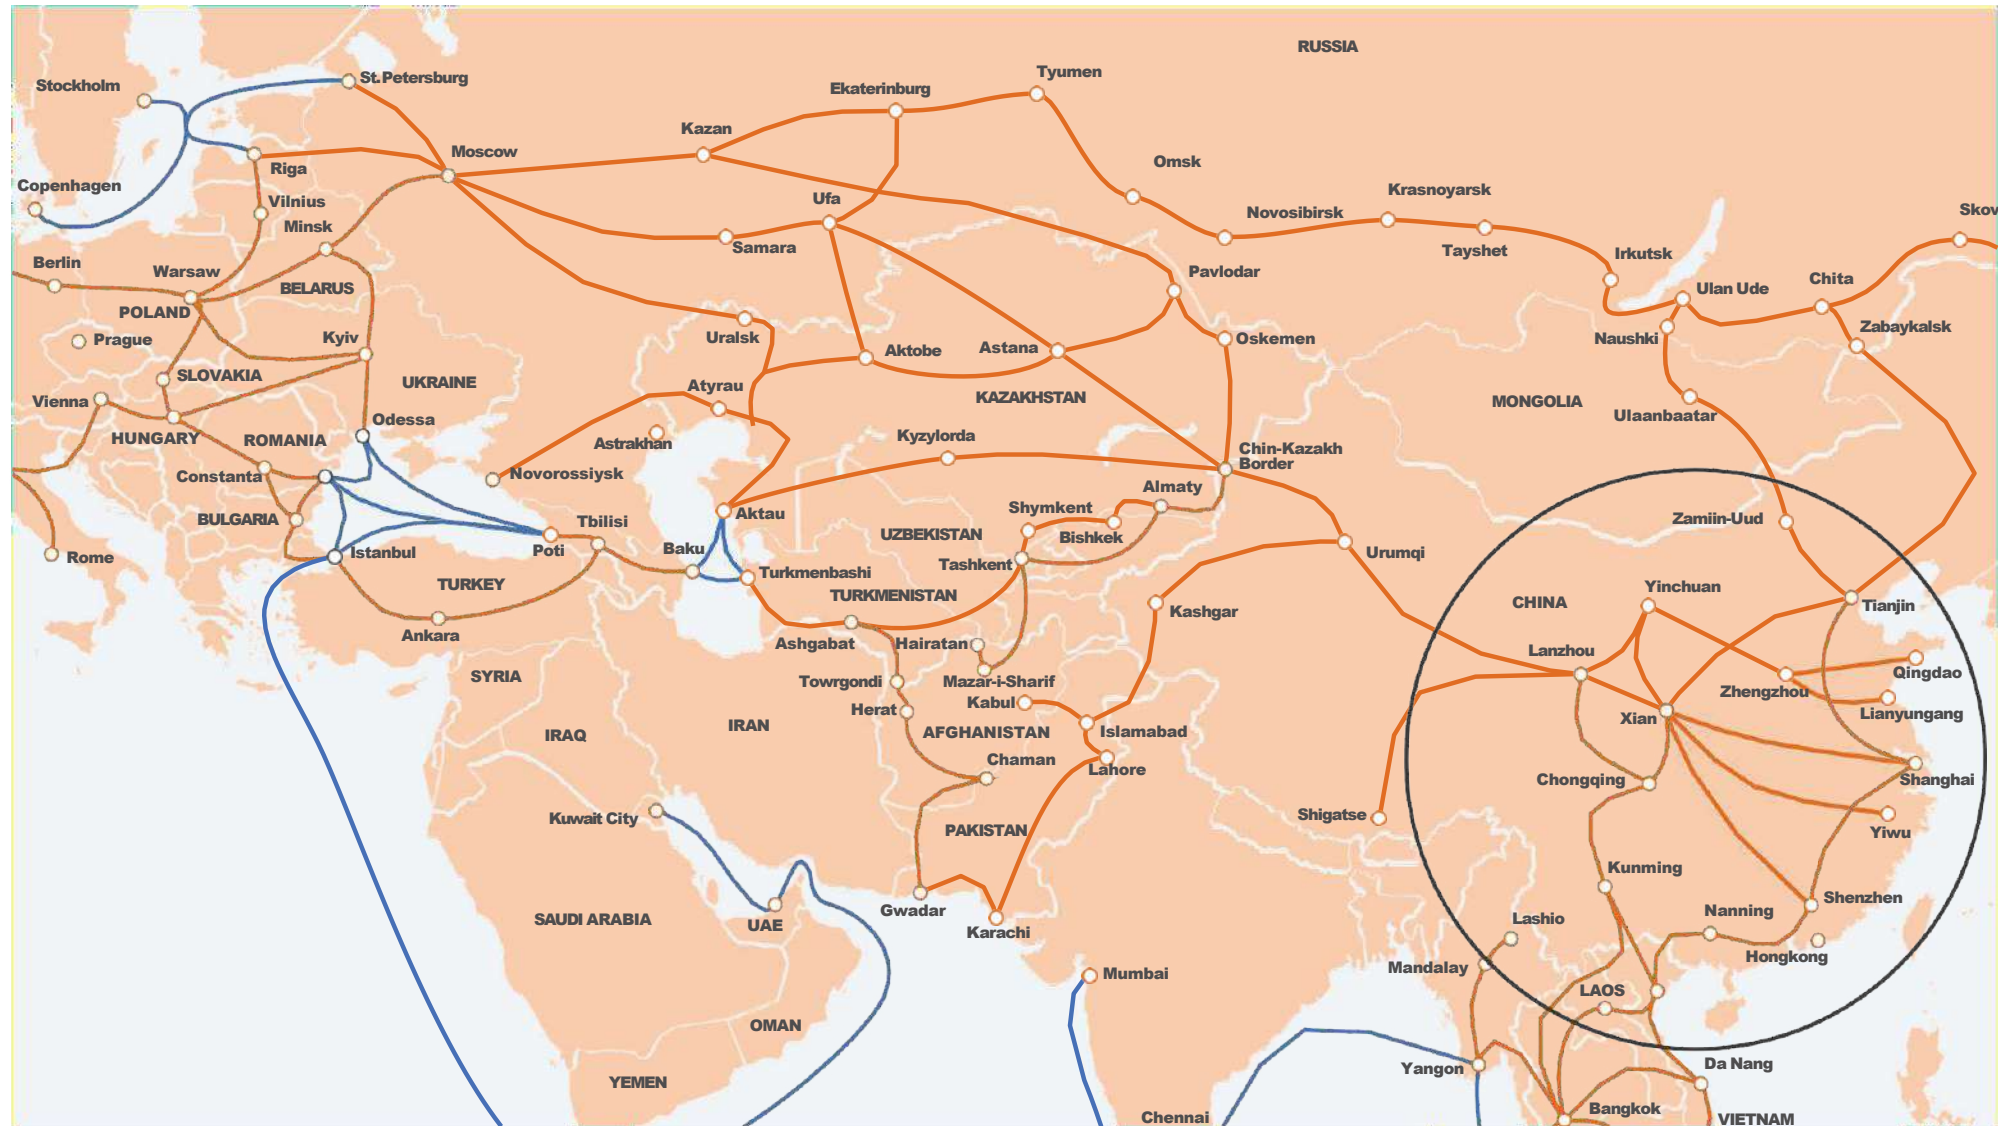 RUSSIA
Tyumen
St. Petersburg
Stockholm
Ekaterinburg
Kazan
Moscow
Riga
Omsk
Copenhagen
Krasnoyarsk
Vilnius
Ufa
Minsk
Novosibirsk
Skov
Samara
Tayshet
Irkutsk
Berlin
Warsaw
Pavlodar
Chita
BELARUS
Ulan Ude
POLAND
Zabaykalsk
Prague
Kyiv
Uralsk
Aktobe
Astana
Oskemen
Naushki
SLOVAKIA
UKRAINE
Atyrau
KAZAKHSTAN
Vienna
MONGOLIA
Ulaanbaatar
Odessa
HUNGARY
ROMANIA
Astrakhan
Kyzylorda
Chin-Kazakh
Border
Constanta
Novorossiysk
Almaty
Shymkent
BULGARIA
Tbilisi
Aktau
UZBEKISTAN
Bishkek
Zamiin-Uud
Rome
Istanbul
Poti
Baku
Tashkent
Urumqi
Turkmenbashi
TURKEY
TURKMENISTAN
Yinchuan
Kashgar
CHINA
Tianjin
Ankara
Ashgabat
Hairatan
Lanzhou
SYRIA
Towrgondi
Mazar-i-Sharif
Qingdao
Zhengzhou
Kabul
Herat
Xian
Lianyungang
IRAQ
IRAN
AFGHANISTAN
Islamabad
Chaman
Lahore
Chongqing
Shanghai
Kuwait City
Shigatse
PAKISTAN
Yiwu
Kunming
Gwadar
Shenzhen
SAUDI ARABIA
UAE
Karachi
Lashio
Nanning
Hongkong
Mumbai
Mandalay
LAOS
OMAN
Yangon
Da Nang
YEMEN
Bangkok
Chennai
VIETNAM